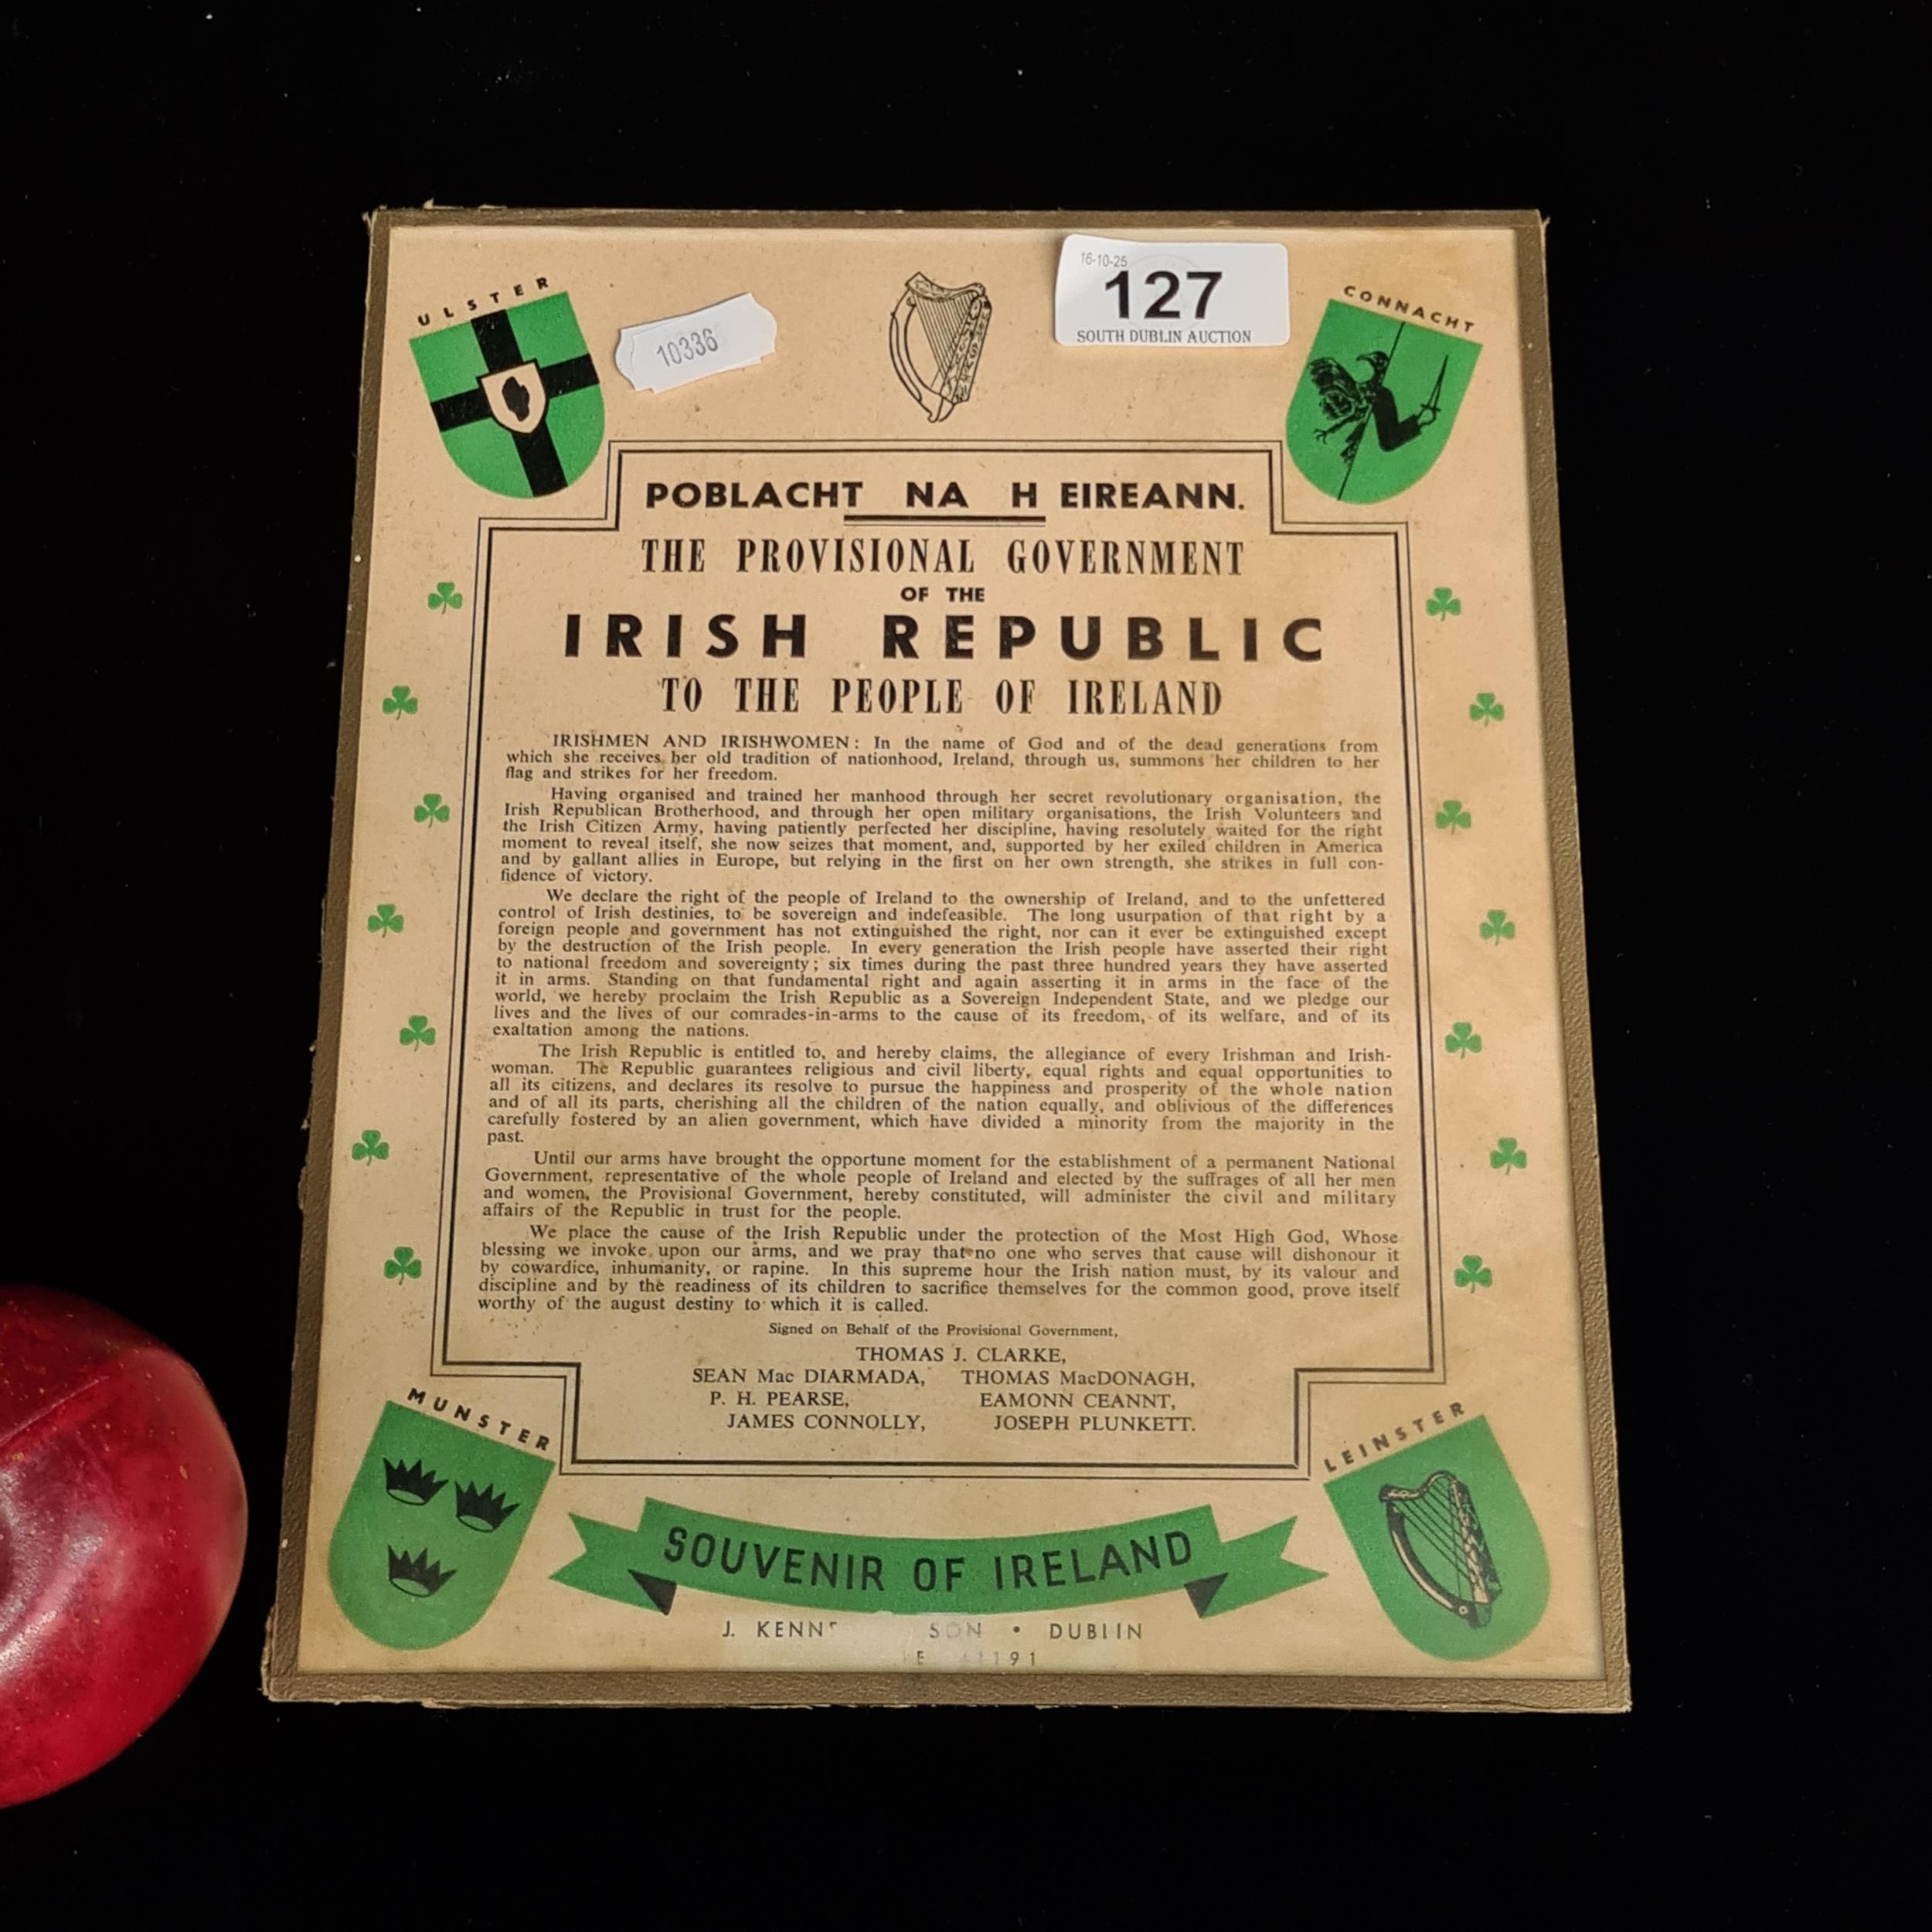 ULSTER
10336
16-10-25
127
SOUTH DUBLIN AUCTION
CONNACHT
POBLACHT NA H EIREANN.
THE PROVISIONAL GOVERNMENT
OF THE
IRISH REPUBLIC
TO THE PEOPLE OF IRELAND
IRISHMEN AND IRISHWOMEN: In the name of God and of the dead generations from
which she receives her old tradition of nationhood, Ireland, through us, summons her children to her
flag and strikes for her freedom.
Having organised and trained her manhood through her secret revolutionary organisation, the
Irish Republican Brotherhood, and through her open military organisations, the Irish Volunteers and
the Irish Citizen Army, having patiently perfected her discipline, having resolutely waited for the right
moment to reveal itself, she now seizes that moment, and, supported by her exiled children in America
and by gallant allies in Europe, but relying in the first on her own strength, she strikes in full con-
fidence of victory.
We declare the right of the people of Ireland to the ownership of Ireland, and to the unfettered
control of Irish destinies, to be sovereign and indefeasible. The long usurpation of that right by a
foreign people and government has not extinguished the right, nor can it ever be extinguished except
by the destruction of the Irish people. In every generation the Irish people have asserted their right
to national freedom and sovereignty; six times during the past three hundred years they have asserted
it in arms. Standing on that fundamental right and again asserting it in arms in the face of the
world, we hereby proclaim the Irish Republic as a Sovereign Independent State, and we pledge our
lives and the lives of our comrades-in-arms to the cause of its freedom, of its welfare, and of its
exaltation among the nations.
The Irish Republic is entitled to, and hereby claims, the allegiance of every Irishman and Irish-
woman. The Republic guarantees religious and civil liberty, equal rights and equal opportunities to
all its citizens, and declares its resolve to pursue the happiness and prosperity of the whole nation
and of all its parts, cherishing all the children of the nation equally, and oblivious of the differences
carefully fostered by an alien government, which have divided a minority from the majority in the
past.
Until our arms have brought the opportune moment for the establishment of a permanent National
Government, representative of the whole people of Ireland and elected by the suffrages of all her men
and women, the Provisional Government, hereby constituted, will administer the civil and military
affairs of the Republic in trust for the people.
We place the cause of the Irish Republic under the protection of the Most High God, Whose
blessing we invoke upon our arms, and we pray that no one who serves that cause will dishonour it
by cowardice, inhumanity, or rapine. In this supreme hour the Irish nation must, by its valour and
discipline and by the readiness of its children to sacrifice themselves for the common good, prove itself
worthy of the august destiny to which it is called.
Signed on Behalf of the Provisional Government,
THOMAS J. CLARKE,
SEAN Mac DIARMADA, THOMAS MacDONAGH,
P. H. PEARSE, EAMONN CEANNT,
JAMES CONNOLLY, JOSEPH PLUNKETT.
MUNSTER
LEINSTER
SOUVENIR OF IRELAND
J. SON • DUBLIN